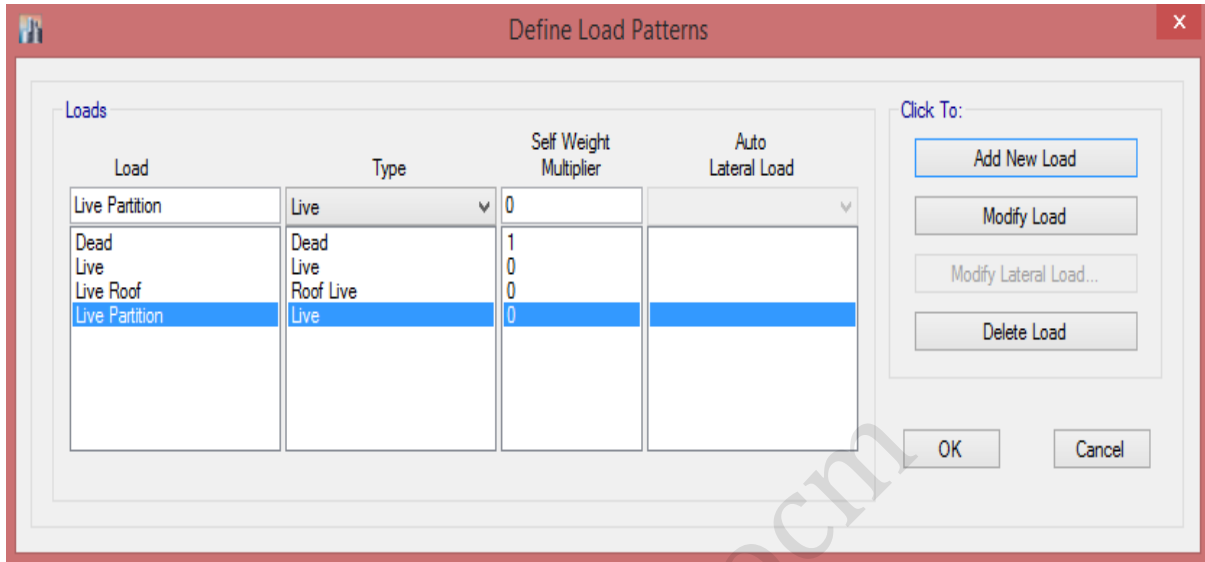 Define Load Patterns
x
Loads
Click To:
Load Type Self Weight Multiplier Auto Lateral Load
Live Partition Live 0
Dead Dead 1
Live Live 0
Live Roof Roof Live 0
Live Partition Live 0
Add New Load
Modify Load
Modify Lateral Load...
Delete Load
OK Cancel
ocm